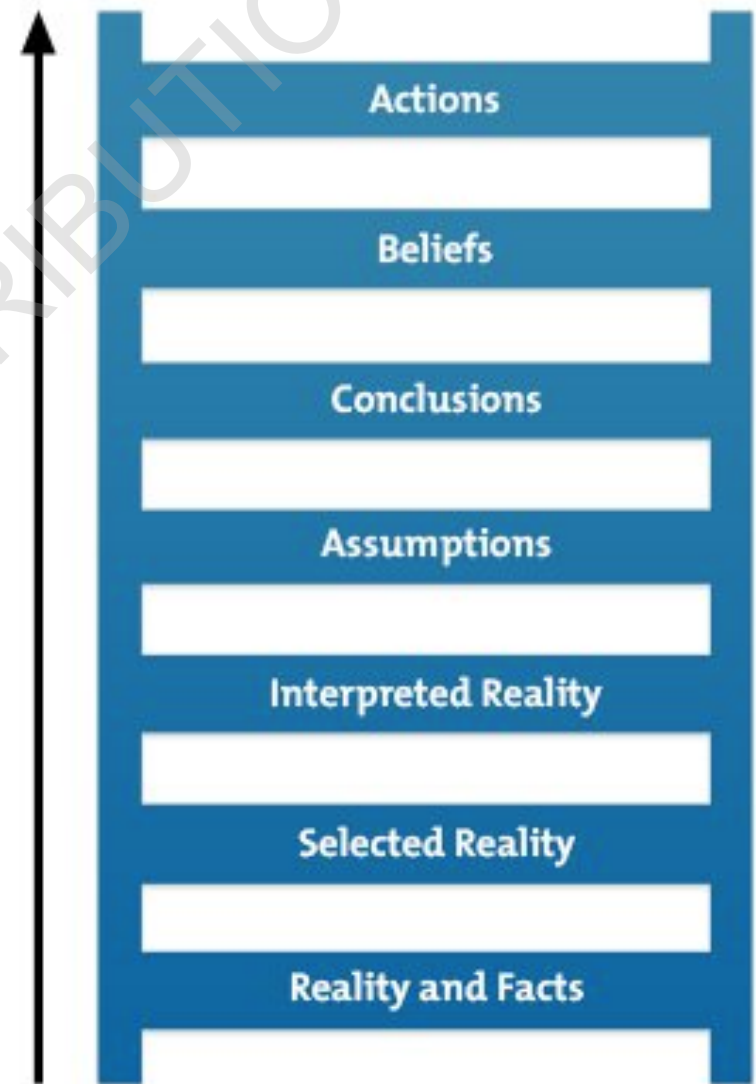 Actions
Beliefs
Conclusions
Assumptions
Interpreted Reality
Selected Reality
Reality and Facts